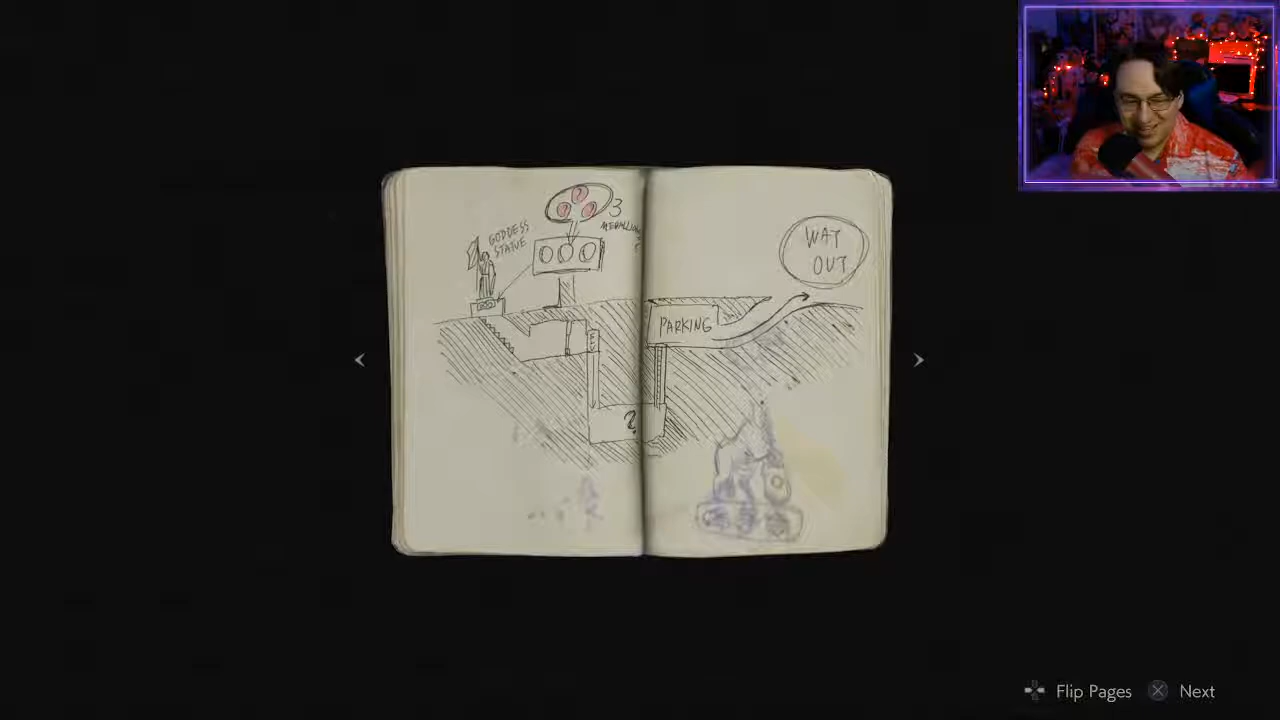 3
MEDALLIONS
GODDESS
STATUE
WAY
OUT
PARKING
?
Flip Pages
Next